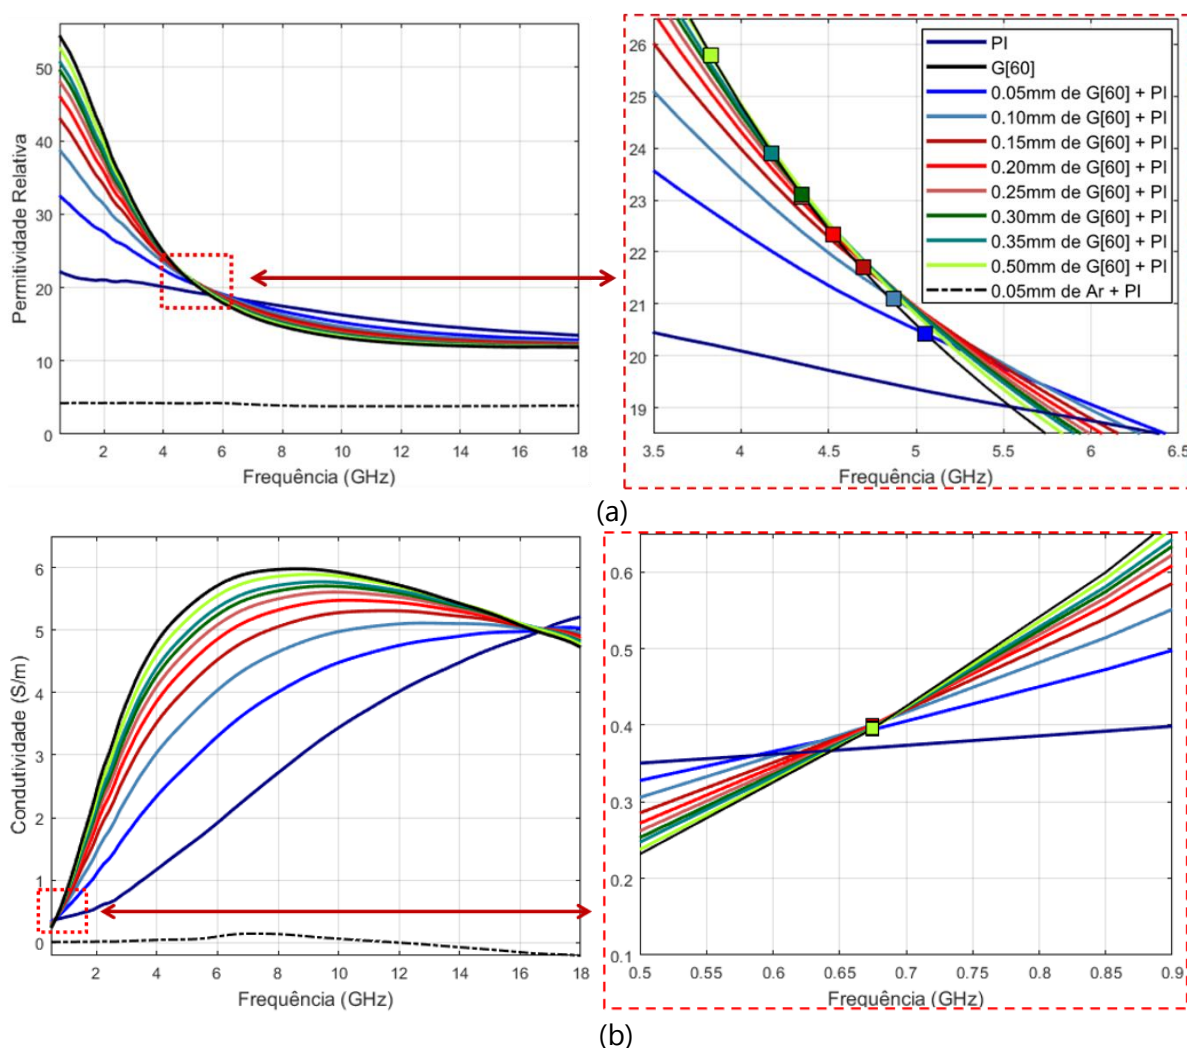 Permitividade Relativa
50
40
30
20
10
0
2 4 6 8 10 12 14 16 18
Frequência (GHz)
26
25
24
23
22
21
20
19
3.5 4 4.5 5 5.5 6 6.5
Frequência (GHz)
PI
G[60]
0.05mm de G[60] + PI
0.10mm de G[60] + PI
0.15mm de G[60] + PI
0.20mm de G[60] + PI
0.25mm de G[60] + PI
0.30mm de G[60] + PI
0.35mm de G[60] + PI
0.50mm de G[60] + PI
0.05mm de Ar + PI
(a)
Condutividade (S/m)
6
5
4
3
2
1
0
2 4 6 8 10 12 14 16 18
Frequência (GHz)
0.6
0.5
0.4
0.3
0.2
0.1
0.5 0.55 0.6 0.65 0.7 0.75 0.8 0.85 0.9
Frequência (GHz)
(b)